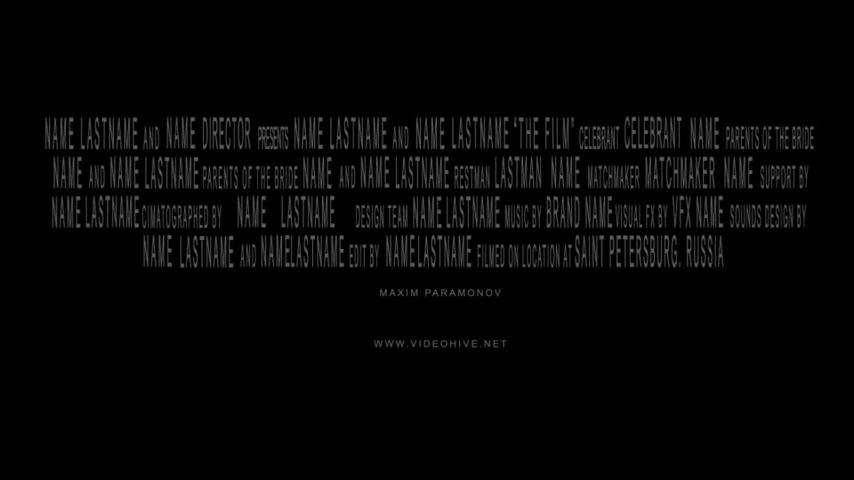 NAME LASTNAME AND NAME DIRECTOR PRESENTS NAME LASTNAME AND NAME LASTNAME "THE FILM" CELEBRANT CELEBRANT NAME PARENTS OF THE BRIDE
NAME AND NAME LASTNAME PARENTS OF THE BRIDE NAME AND NAME LASTNAME RESTMAN LASTMAN NAME MATCHMAKER MATCHMAKER NAME SUPPORT BY
NAME LASTNAME CIMATOGRAPHED BY NAME LASTNAME DESIGN TEAM NAME LASTNAME MUSIC BY BRAND NAME VISUAL FX BY VFX NAME SOUNDS DESIGN BY
NAME LASTNAME AND NAMELASTNAME EDIT BY NAMELASTNAME FILMED ON LOCATION AT SAINT PETERSBURG. RUSSIA
MAXIM PARAMONOV
WWW.VIDEOHIVE.NET